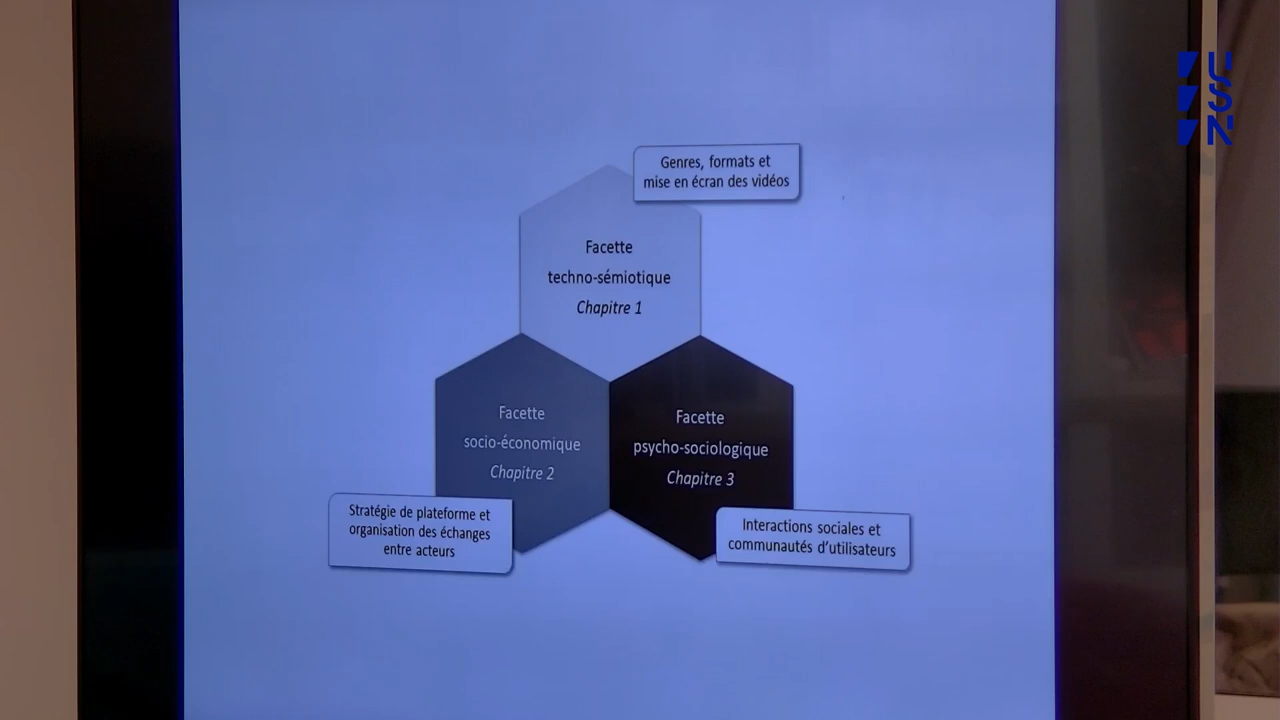 USN
Genres, formats et
mise en écran des vidéos
Facette
techno-sémiotique
Chapitre 1
Facette
socio-économique
Chapitre 2
Facette
psycho-sociologique
Chapitre 3
Stratégie de plateforme et
organisation des échanges
entre acteurs
Interactions sociales et
communautés d'utilisateurs